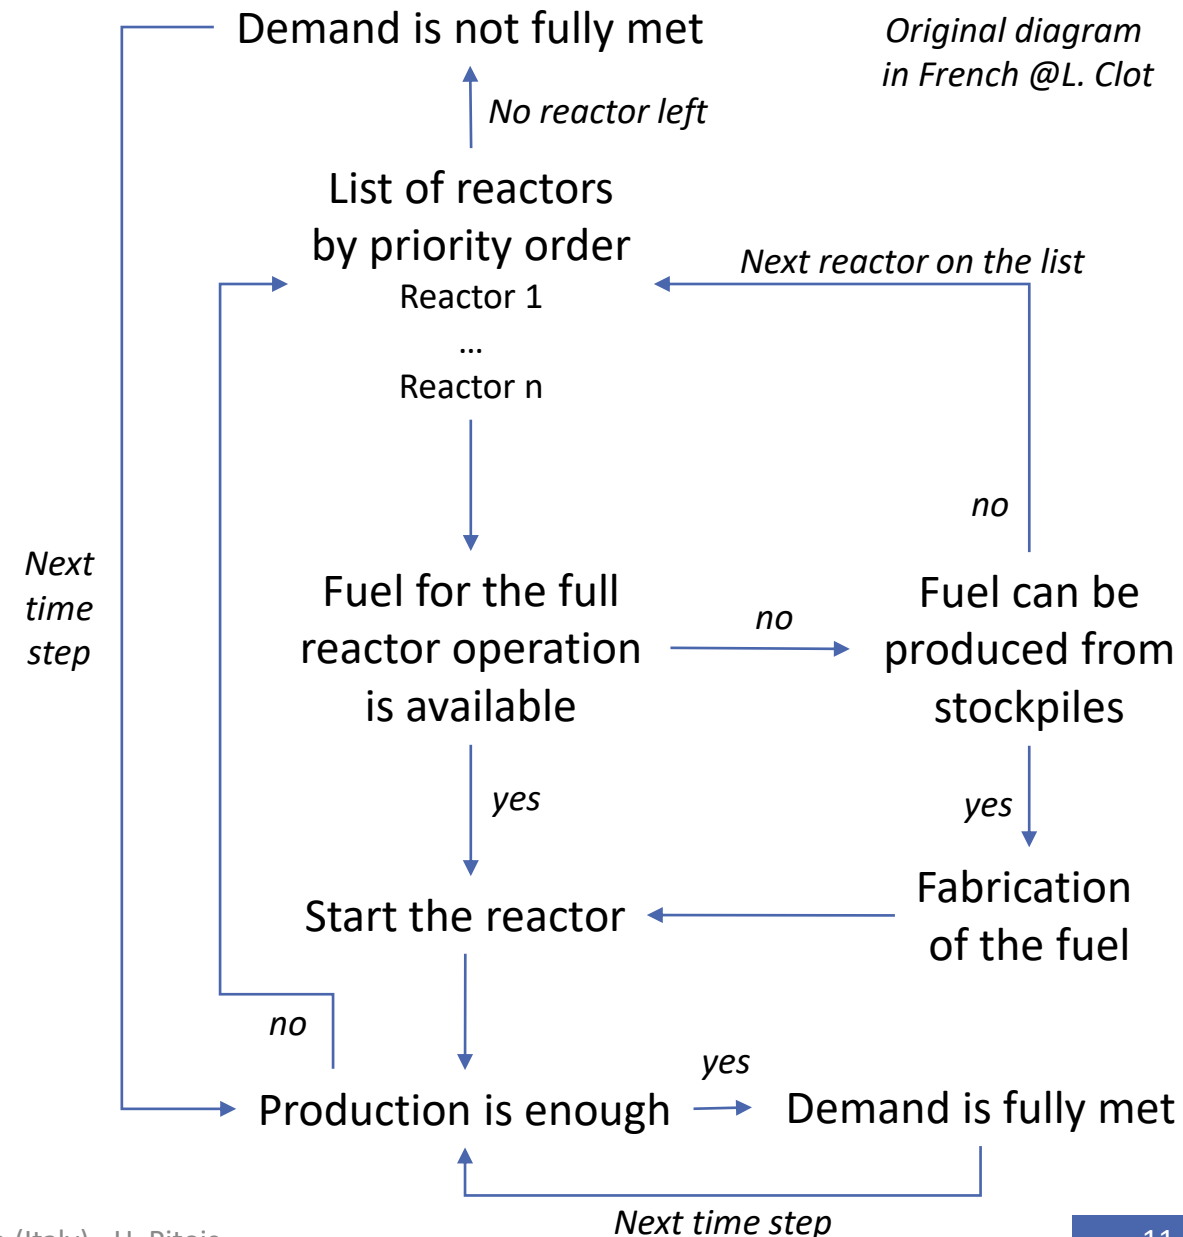 Demand is not fully met
Original diagram
in French @L. Clot
No reactor left
List of reactors
by priority order
Reactor 1
...
Reactor n
Next reactor on the list
no
Next
time
step
Fuel for the full
reactor operation
is available
no
Fuel can be
produced from
stockpiles
yes
yes
Start the reactor
Fabrication
of the fuel
no
yes
Production is enough
Demand is fully met
Next time step
(Italy)
11